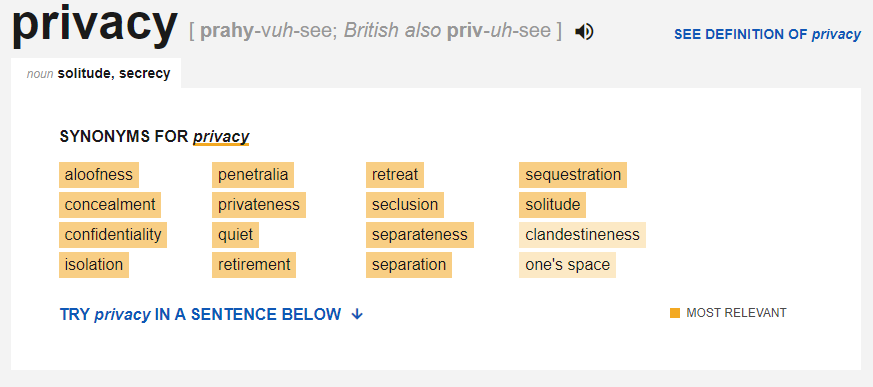 privacy [ prahy-vuh-see; British also priv-uh-see ]
SEE DEFINITION OF privacy
noun solitude, secrecy
SYNONYMS FOR privacy
aloofness penetralia retreat sequestration
concealment privateness seclusion solitude
confidentiality quiet separateness clandestineness
isolation retirement separation one's space
TRY privacy IN A SENTENCE BELOW ↓
MOST RELEVANT